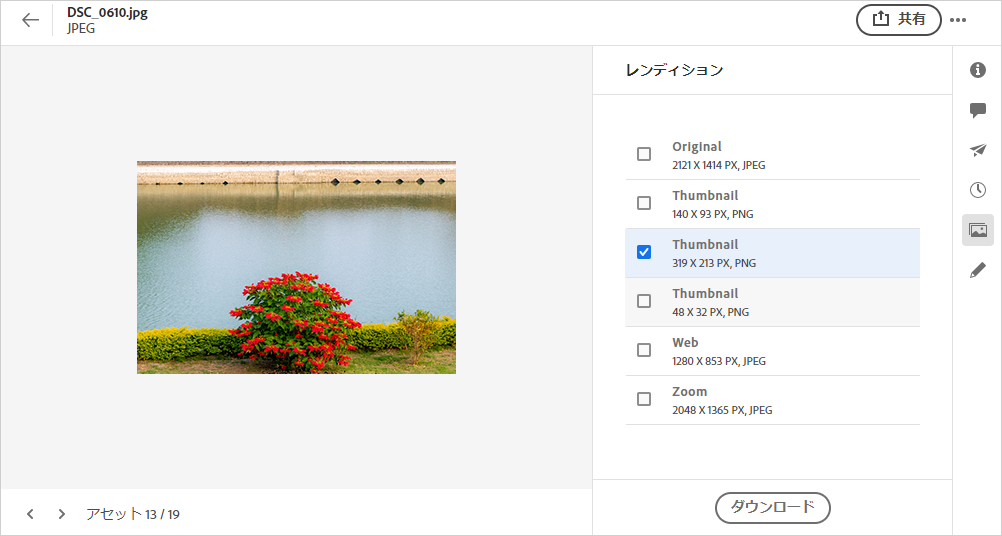 DSC_0610.jpg
JPEG
共有
レンディション
Original
2121 X 1414 PX, JPEG
Thumbnail
140 X 93 PX, PNG
Thumbnail
319 X 213 PX, PNG
Thumbnail
48 X 32 PX, PNG
Web
1280 X 853 PX, JPEG
Zoom
2048 X 1365 PX, JPEG
アセット 13 / 19
ダウンロード